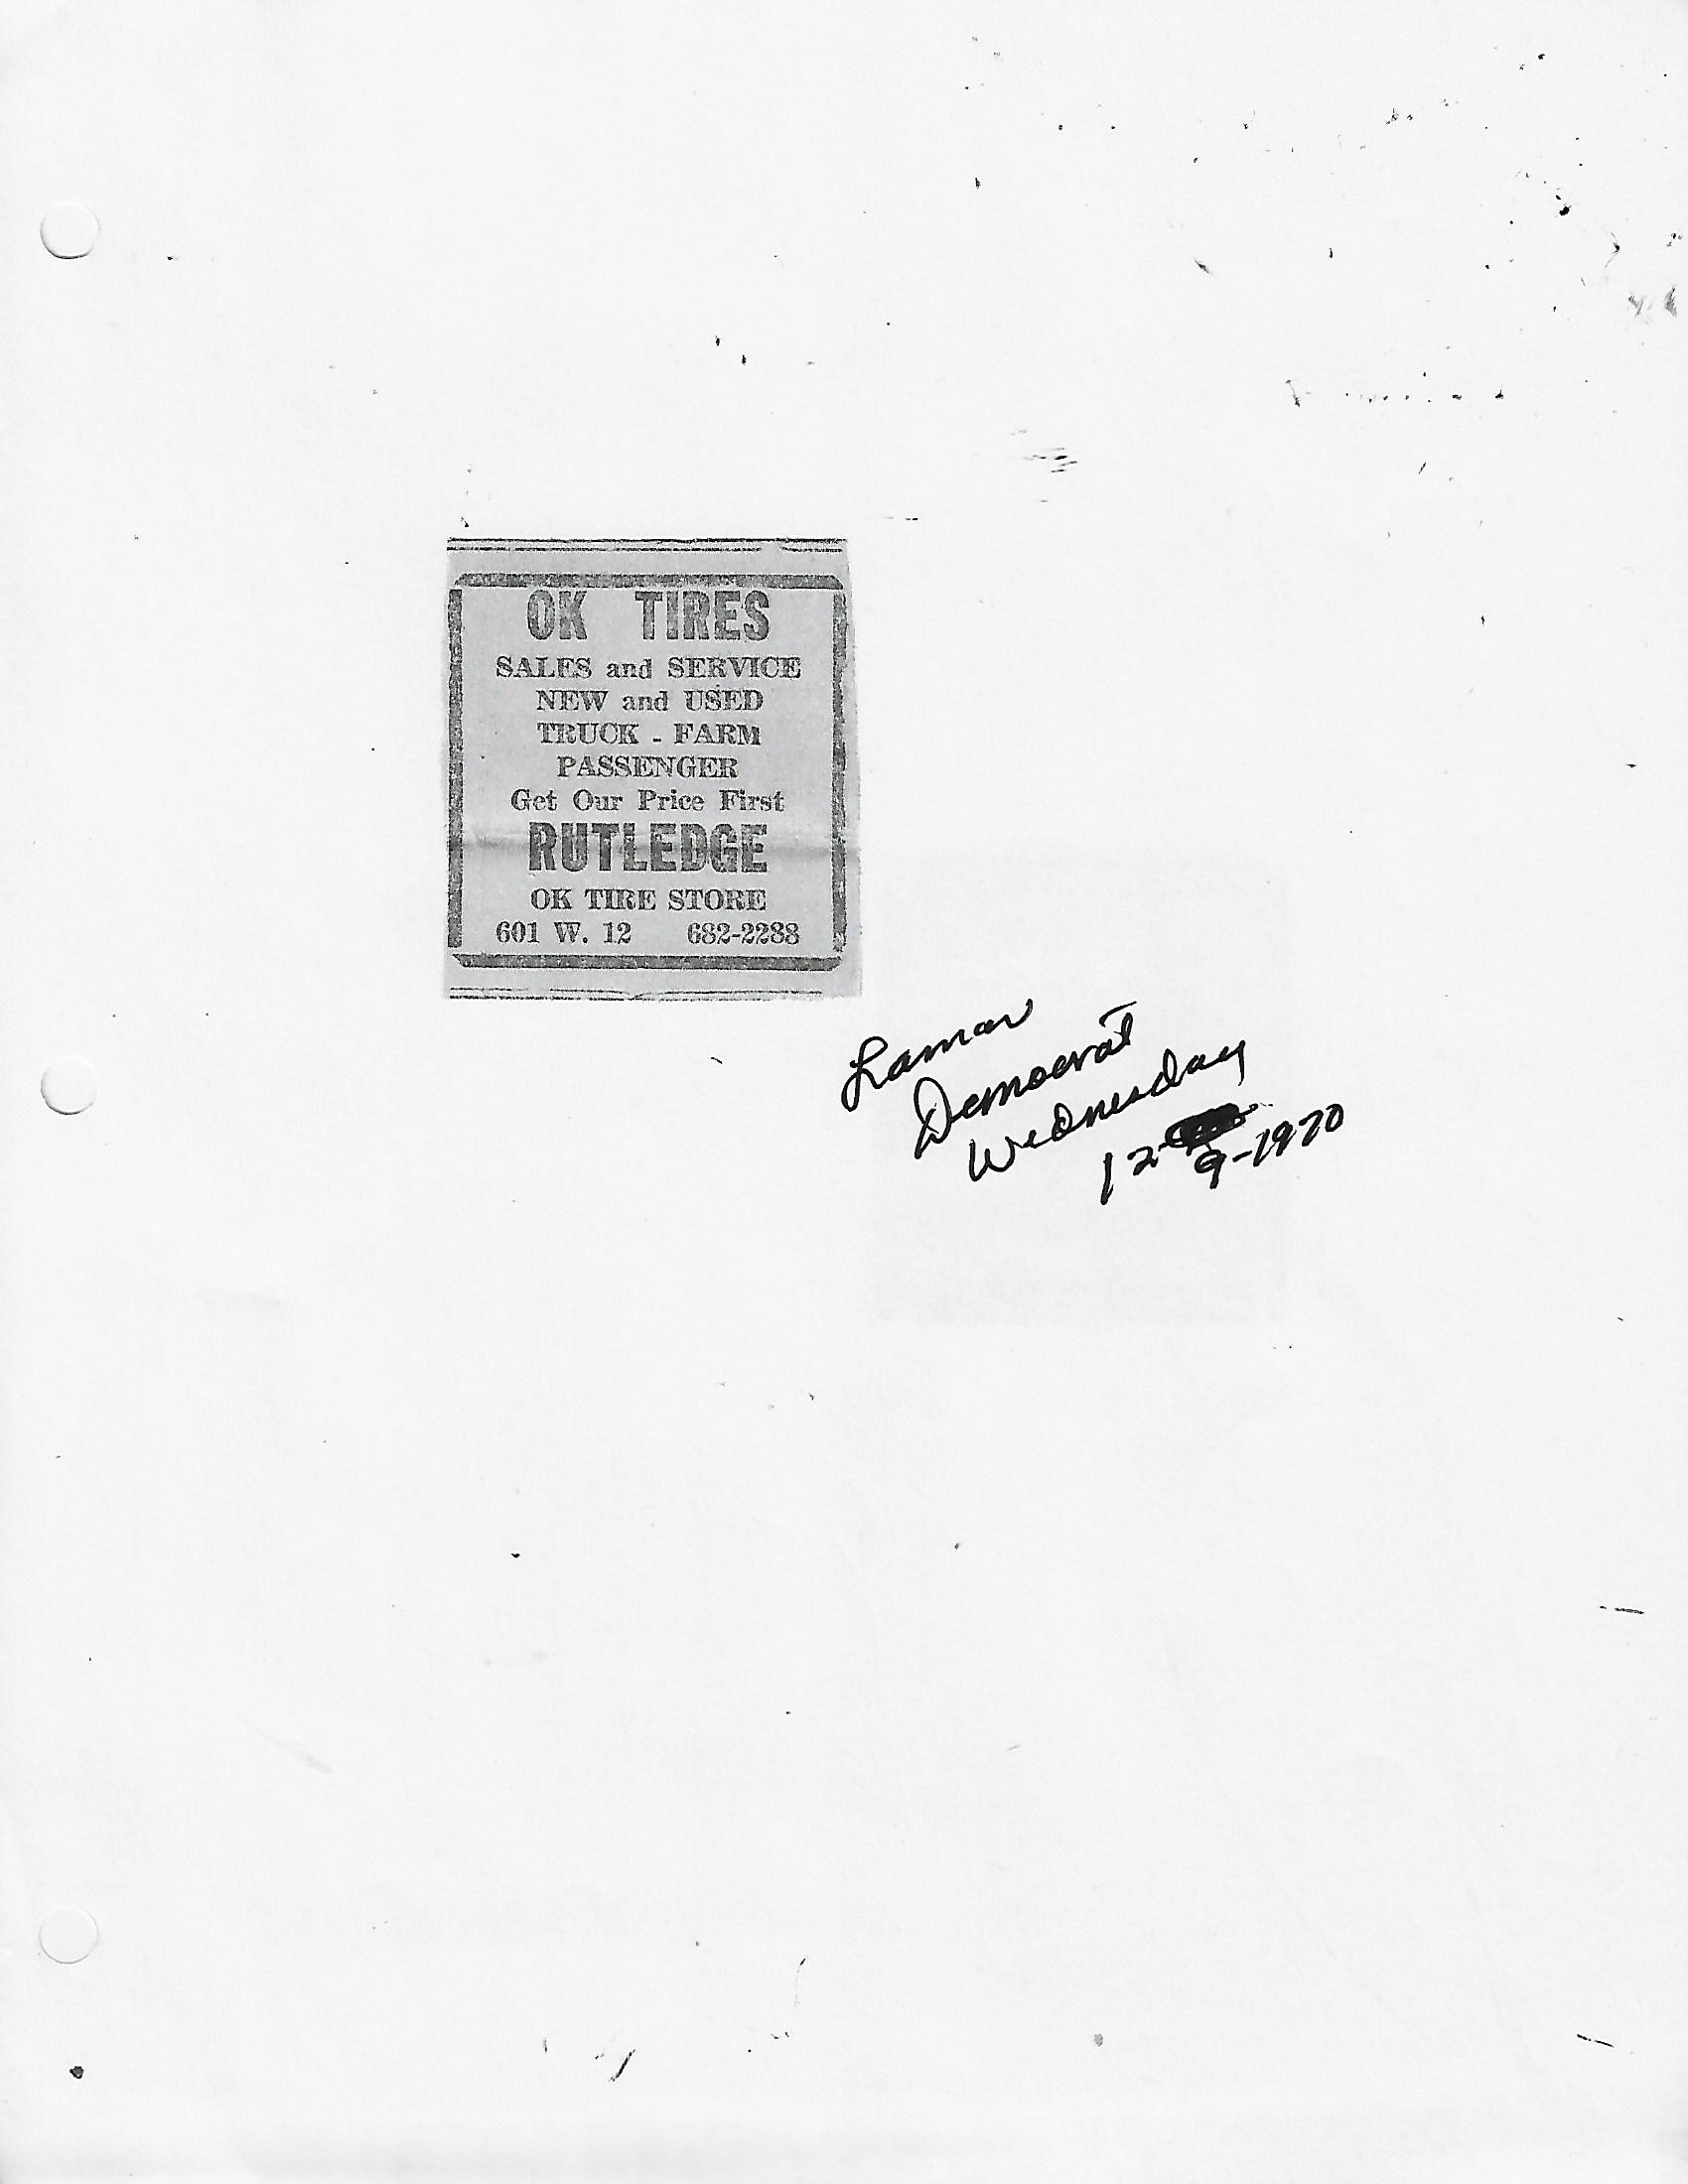 OK TIRES
SALES and SERVICE
NEW and USED
TRUCK - FARM
PASSENGER
Get Our Price First
RUTLEDGE
OK TIRE STORE
601 W. 12 682-2288
Lamar
Democrat
Wednesday
12-9-1970